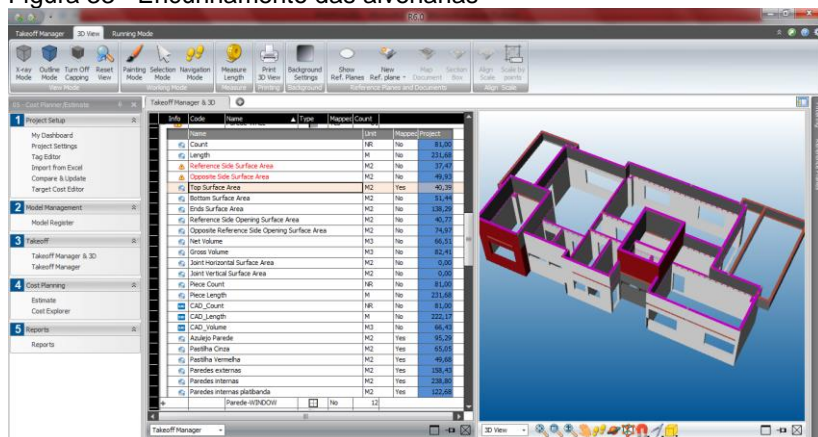 Figura 38 - Encunhamento das alvenarias
R6.0
Takeoff Manager 3D View Running Mode
X-ray Mode Outline Mode Turn Off Capping Reset View Painting Mode Selection Mode Navigation Mode Measure Length Print 3D View Background Settings Show Ref. Planes New Ref. plane Map Document Section Box Align Scale Scale by points
View Mode Working Mode Measure Printing Background Reference Planes and Documents Align Scale
03 - Cost Planner/Estimate
Takeoff Manager & 3D
1 Project Setup
My Dashboard
Project Settings
Tag Editor
Import from Excel
Compare & Update
Target Cost Editor
2 Model Management
Model Register
3 Takeoff
Takeoff Manager & 3D
Takeoff Manager
4 Cost Planning
Estimate
Cost Explorer
5 Reports
Reports
Info Code Name Type Mapped Count
Name Unit Mapped Project
Count NR No 81,00
Length M No 231,68
Reference Side Surface Area M2 No 37,47
Opposite Side Surface Area M2 No 49,93
Top Surface Area M2 Yes 40,39
Bottom Surface Area M2 No 51,44
Ends Surface Area M2 No 138,29
Reference Side Opening Surface Area M2 No 40,77
Opposite Reference Side Opening Surface Area M2 No 74,97
Net Volume M3 No 66,51
Gross Volume M3 No 82,41
Joint Horizontal Surface Area M2 No 0,00
Joint Vertical Surface Area M2 No 0,00
Piece Count NR No 81,00
Piece Length M No 231,68
CAD_Count NR No 81,00
CAD_Length M No 222,17
CAD_Volume M3 No 66,43
Azulejo Parede M2 Yes 95,29
Pastilha Cinza M2 Yes 65,05
Pastilha Vermelha M2 Yes 49,68
Paredes externas M2 Yes 158,43
Paredes internas M2 Yes 238,80
Paredes internas platibanda M2 Yes 122,68
Parede-WINDOW No 12
Takeoff Manager
3D View